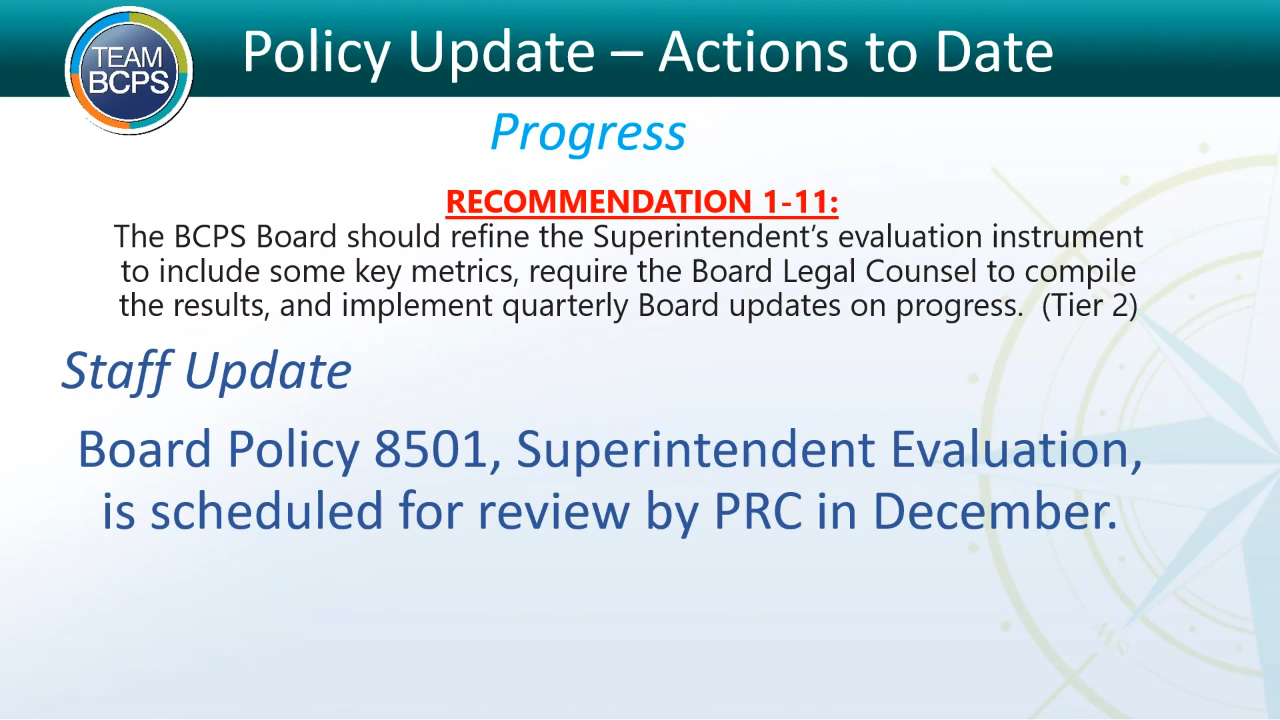 TEAM
BCPS
Policy Update – Actions to Date
Progress
RECOMMENDATION 1-11:
The BCPS Board should refine the Superintendent’s evaluation instrument
to include some key metrics, require the Board Legal Counsel to compile
the results, and implement quarterly Board updates on progress.  (Tier 2)
Staff Update
Board Policy 8501, Superintendent Evaluation,
is scheduled for review by PRC in December.